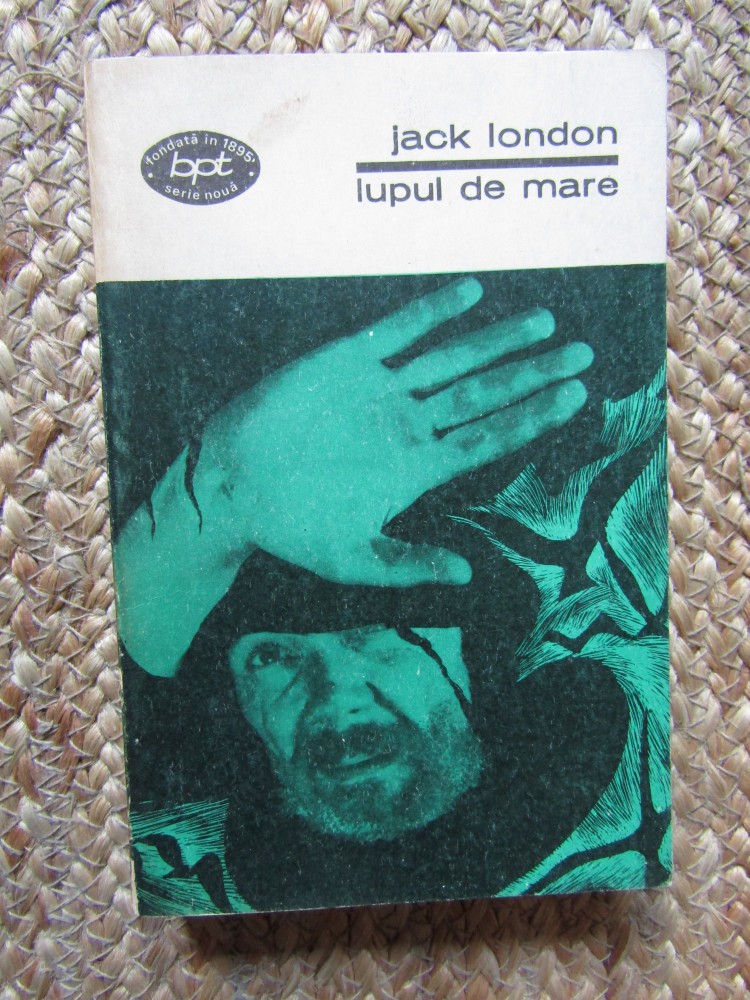 fondată în 1895
bpt
serie nouă
jack london
lupul de mare